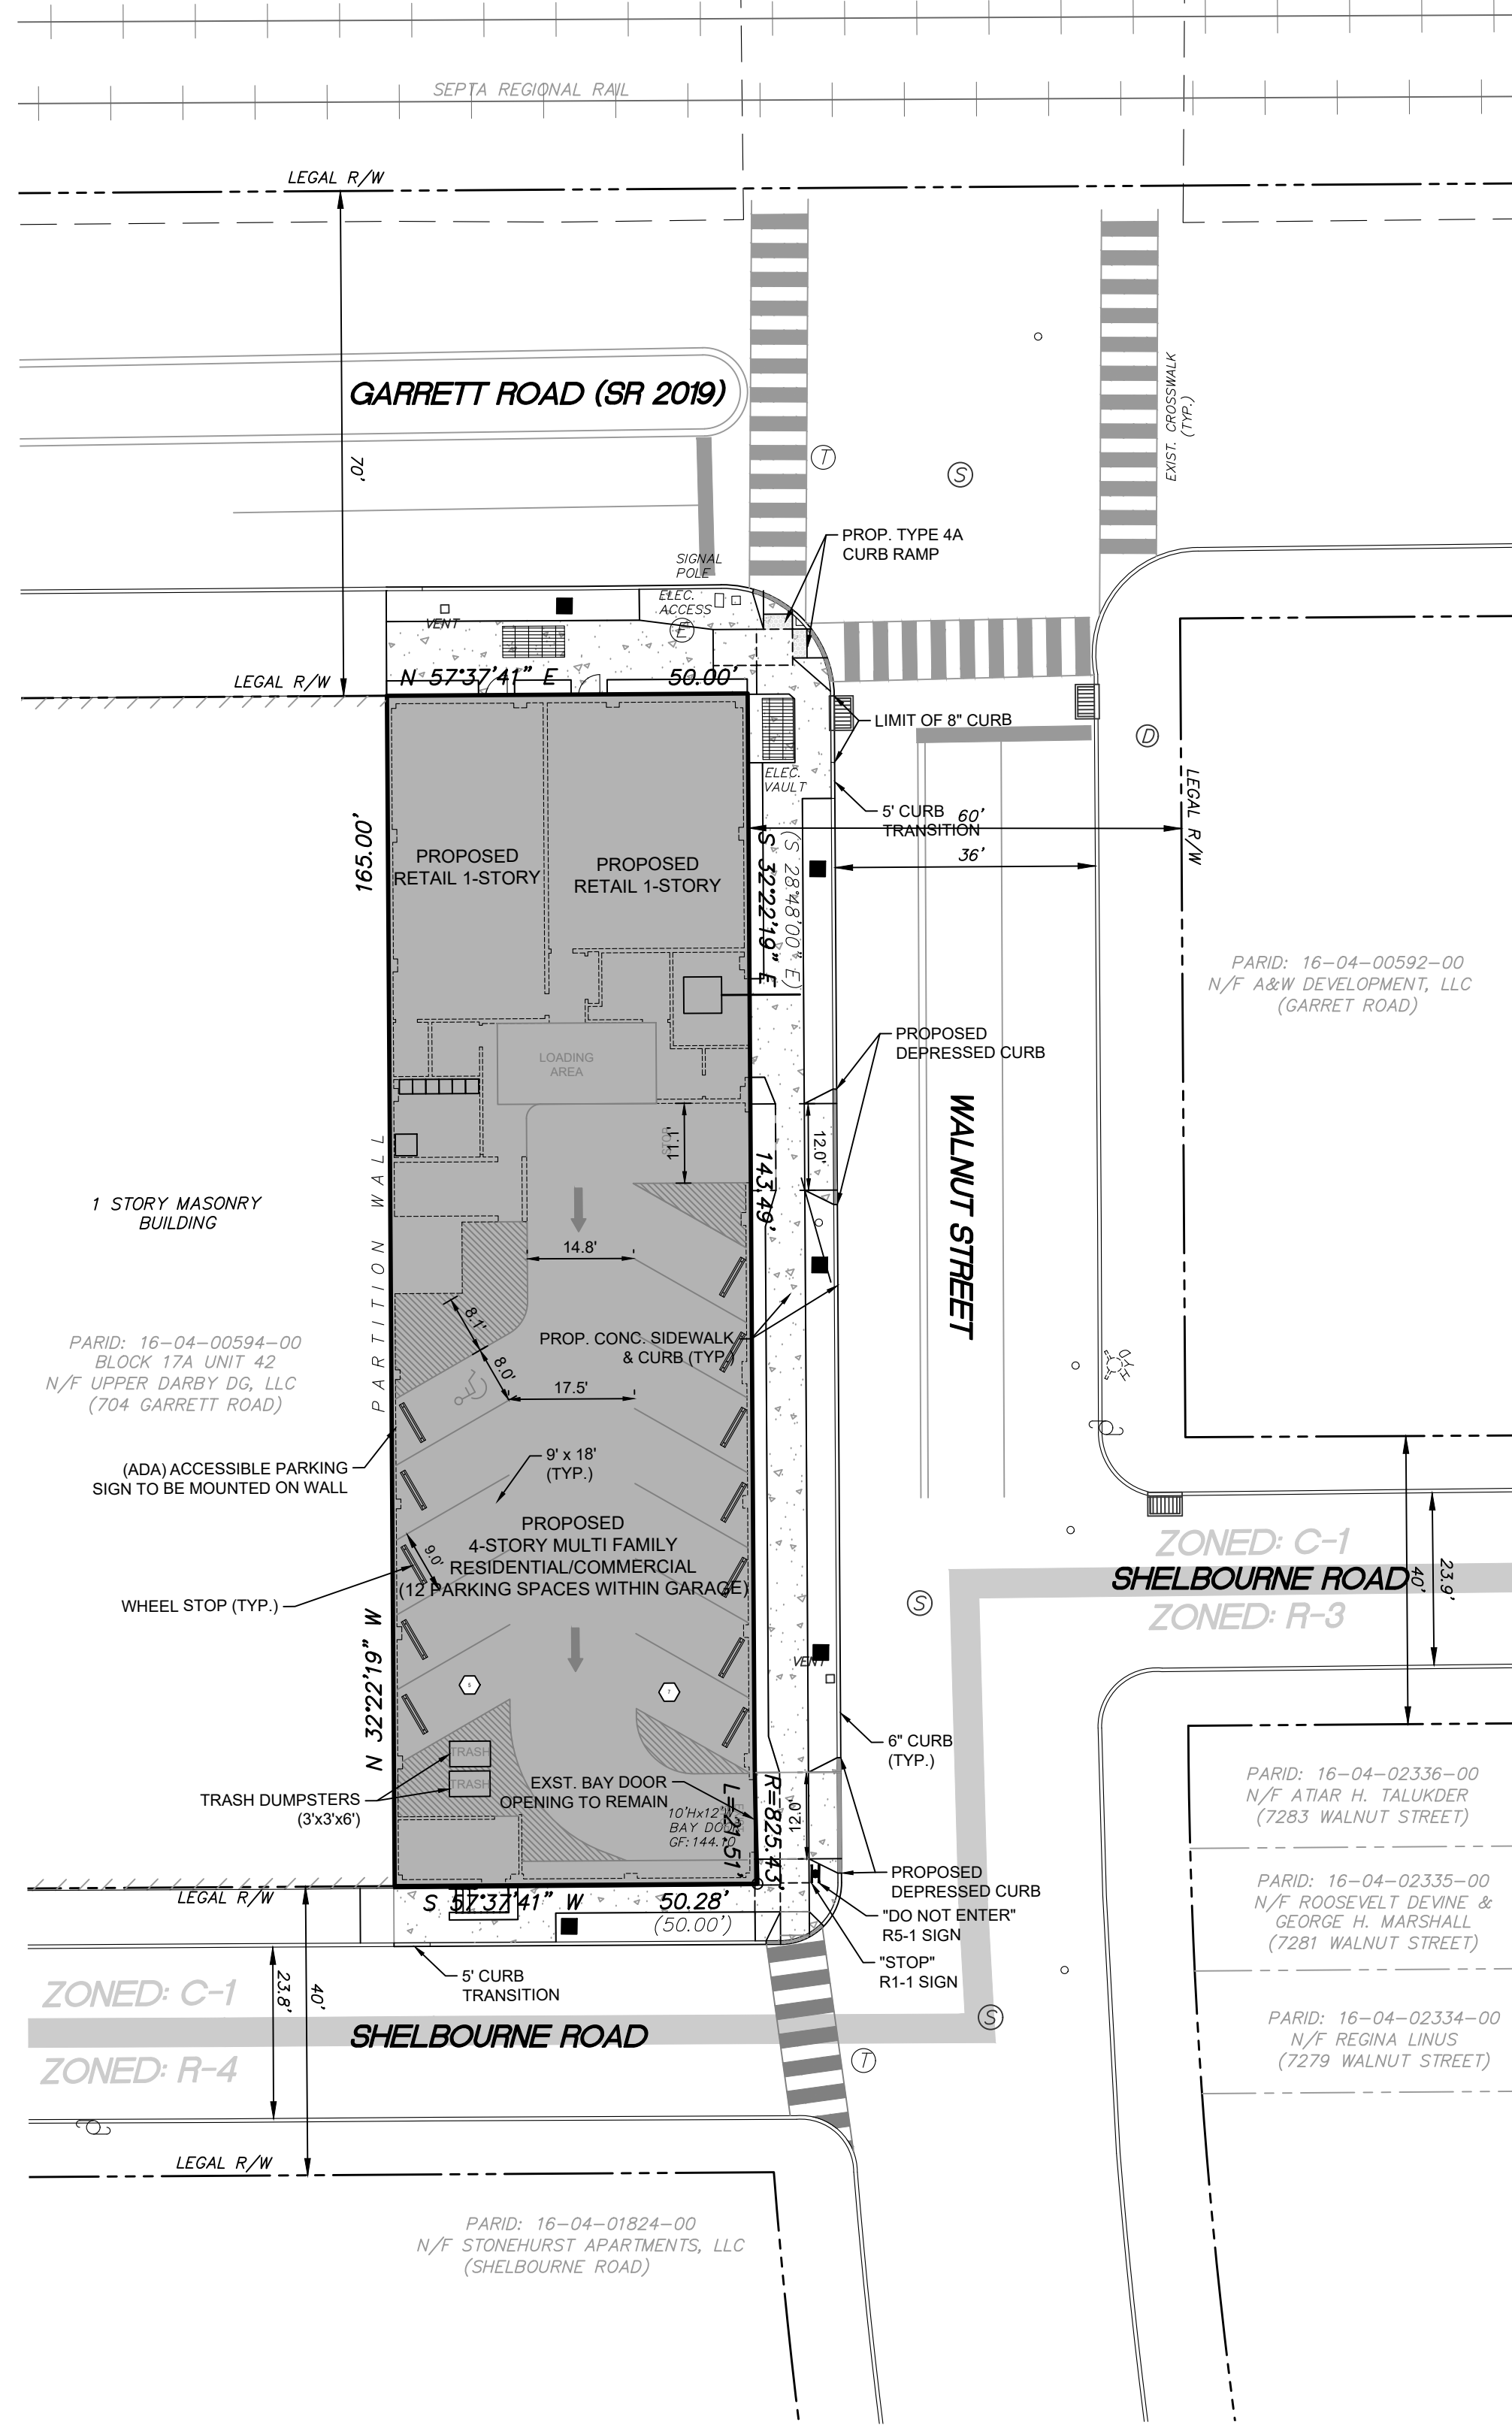 SEPTA REGIONAL RAIL
LEGAL R/W
GARRETT ROAD (SR 2019)
70'
EXIST. CROSSWALK
(TYP.)
T
S
PROP. TYPE 4A
CURB RAMP
SIGNAL
POLE
ELEC.
ACCESS
E
VENT
LEGAL R/W
N 57°37'41" E
50.00'
LIMIT OF 8" CURB
D
ELEC.
VAULT
5' CURB
TRANSITION
60'
36'
LEGAL R/W
165.00'
PROPOSED
RETAIL 1-STORY
PROPOSED
RETAIL 1-STORY
S 32°22'19" E
(S 28°48'00" E)
PARID: 16-04-00592-00
N/F A&W DEVELOPMENT, LLC
(GARRET ROAD)
LOADING
AREA
PROPOSED
DEPRESSED CURB
STOP
11.1'
12.0'
143.49'
WALNUT STREET
PARTITION WALL
1 STORY MASONRY
BUILDING
14.8'
8.1'
8.0'
17.5'
PROP. CONC. SIDEWALK
& CURB (TYP.)
PARID: 16-04-00594-00
BLOCK 17A UNIT 42
N/F UPPER DARBY DG, LLC
(704 GARRETT ROAD)
(ADA) ACCESSIBLE PARKING
SIGN TO BE MOUNTED ON WALL
9' x 18'
(TYP.)
PROPOSED
4-STORY MULTI FAMILY
RESIDENTIAL/COMMERCIAL
(12 PARKING SPACES WITHIN GARAGE)
9.0'
WHEEL STOP (TYP.)
N 32°22'19" W
HYD
ZONED: C-1
SHELBOURNE ROAD
ZONED: R-3
40'
23.9'
S
VENT
5
7
6" CURB
(TYP.)
TRASH
TRASH
TRASH DUMPSTERS
(3'x3'x6')
EXST. BAY DOOR
OPENING TO REMAIN
10'Hx12'
BAY DOOR
GF: 144.10
L=21.51'
R=825.43'
12.0'
PARID: 16-04-02336-00
N/F ATIAR H. TALUKDER
(7283 WALNUT STREET)
PROPOSED
DEPRESSED CURB
"DO NOT ENTER"
R5-1 SIGN
"STOP"
R1-1 SIGN
PARID: 16-04-02335-00
N/F ROOSEVELT DEVINE &
GEORGE H. MARSHALL
(7281 WALNUT STREET)
LEGAL R/W
S 57°37'41" W
50.28'
(50.00')
5' CURB
TRANSITION
ZONED: C-1
23.8'
40'
SHELBOURNE ROAD
ZONED: R-4
S
T
PARID: 16-04-02334-00
N/F REGINA LINUS
(7279 WALNUT STREET)
LEGAL R/W
PARID: 16-04-01824-00
N/F STONEHURST APARTMENTS, LLC
(SHELBOURNE ROAD)